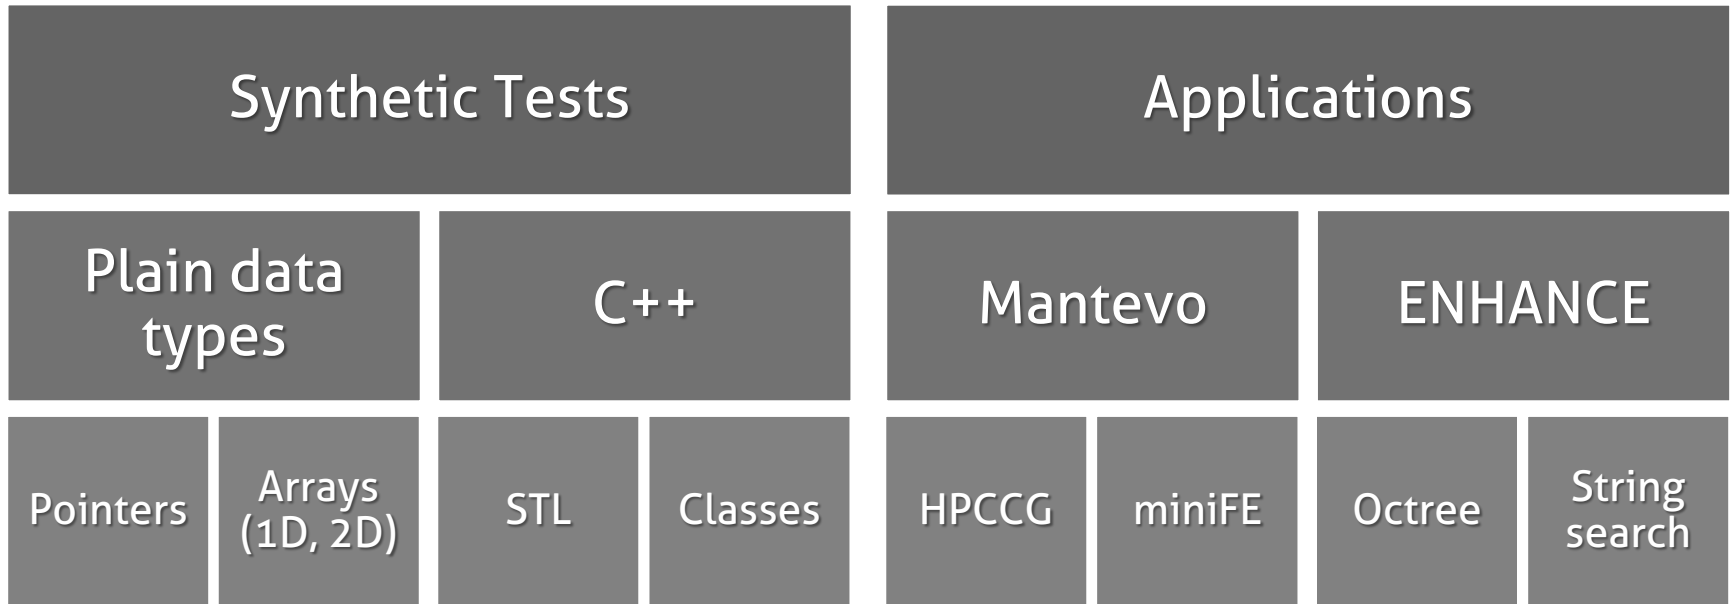 Synthetic Tests
Applications
Plain data
types
C++
Mantevo
ENHANCE
Pointers
Arrays
(1D, 2D)
STL
Classes
HPCCG
miniFE
Octree
String
search